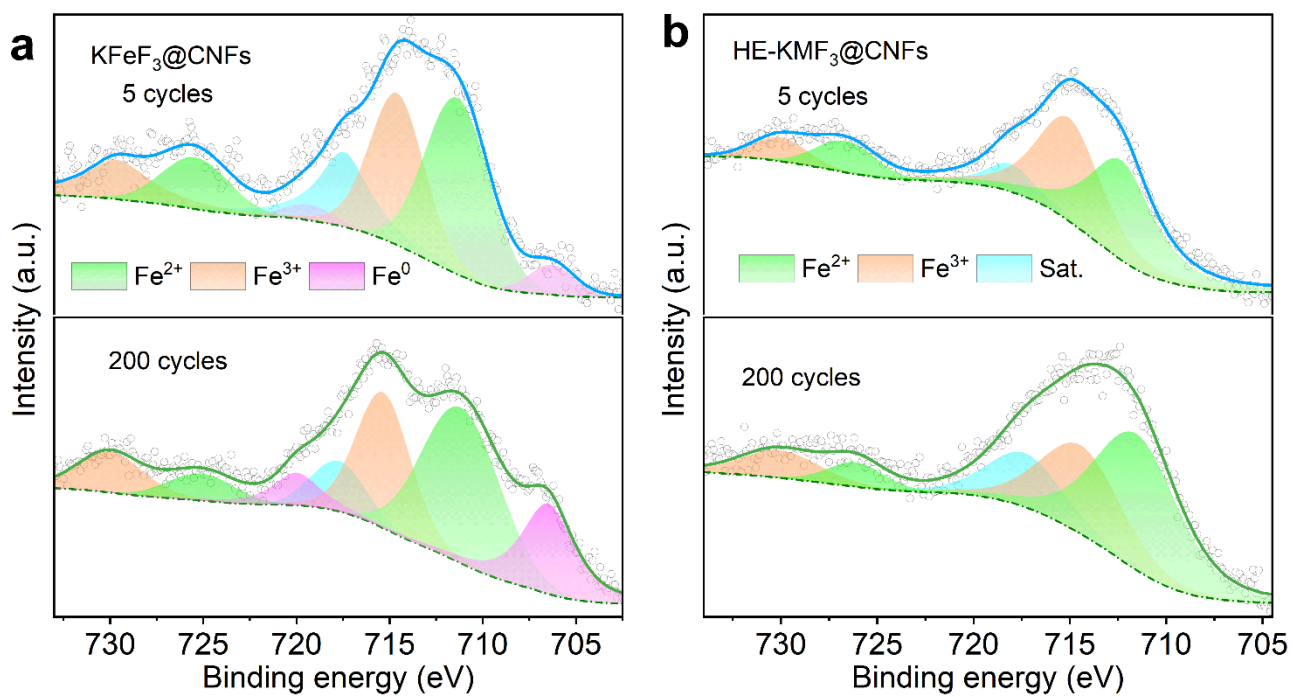 a
KFeF₃@CNFs
5 cycles
Fe²⁺ Fe³⁺ Fe⁰
200 cycles
Intensity (a.u.)
730 725 720 715 710 705
Binding energy (eV)
b
HE-KMF₃@CNFs
5 cycles
Fe²⁺ Fe³⁺ Sat.
200 cycles
Intensity (a.u.)
730 725 720 715 710 705
Binding energy (eV)